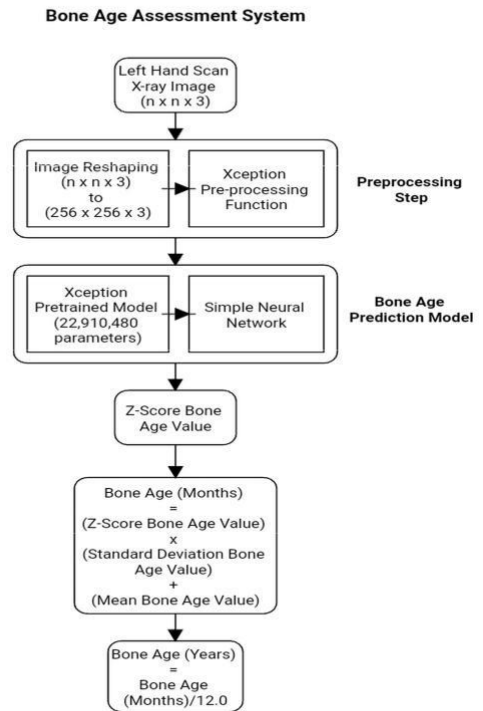 Bone Age Assessment System
Left Hand Scan
X-ray Image
(n x n x 3)
Image Reshaping
(n x n x 3)
to
(256 x 256 x 3)
Xception
Pre-processing
Function
Preprocessing
Step
Xception
Pretrained Model
(22,910,480
parameters)
Simple Neural
Network
Bone Age
Prediction Model
Z-Score Bone
Age Value
Bone Age (Months)
=
(Z-Score Bone Age Value)
x
(Standard Deviation Bone
Age Value)
+
(Mean Bone Age Value)
Bone Age (Years)
=
Bone Age
(Months)/12.0